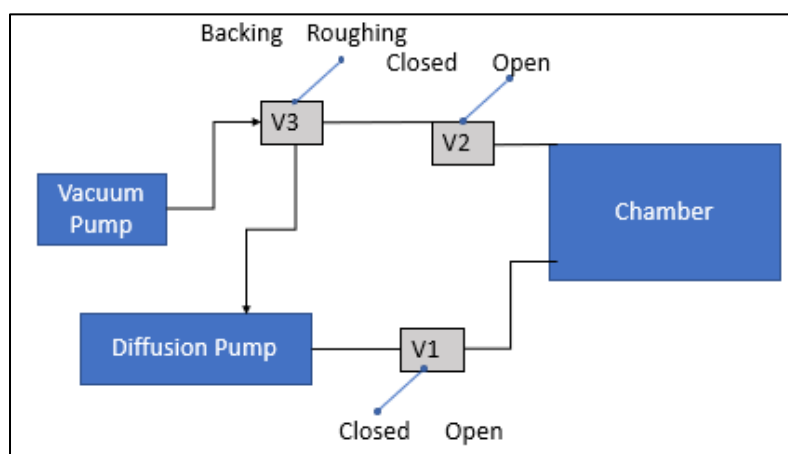 Backing Roughing
Closed Open
V3
V2
Vacuum
Pump
Chamber
Diffusion Pump
V1
Closed Open